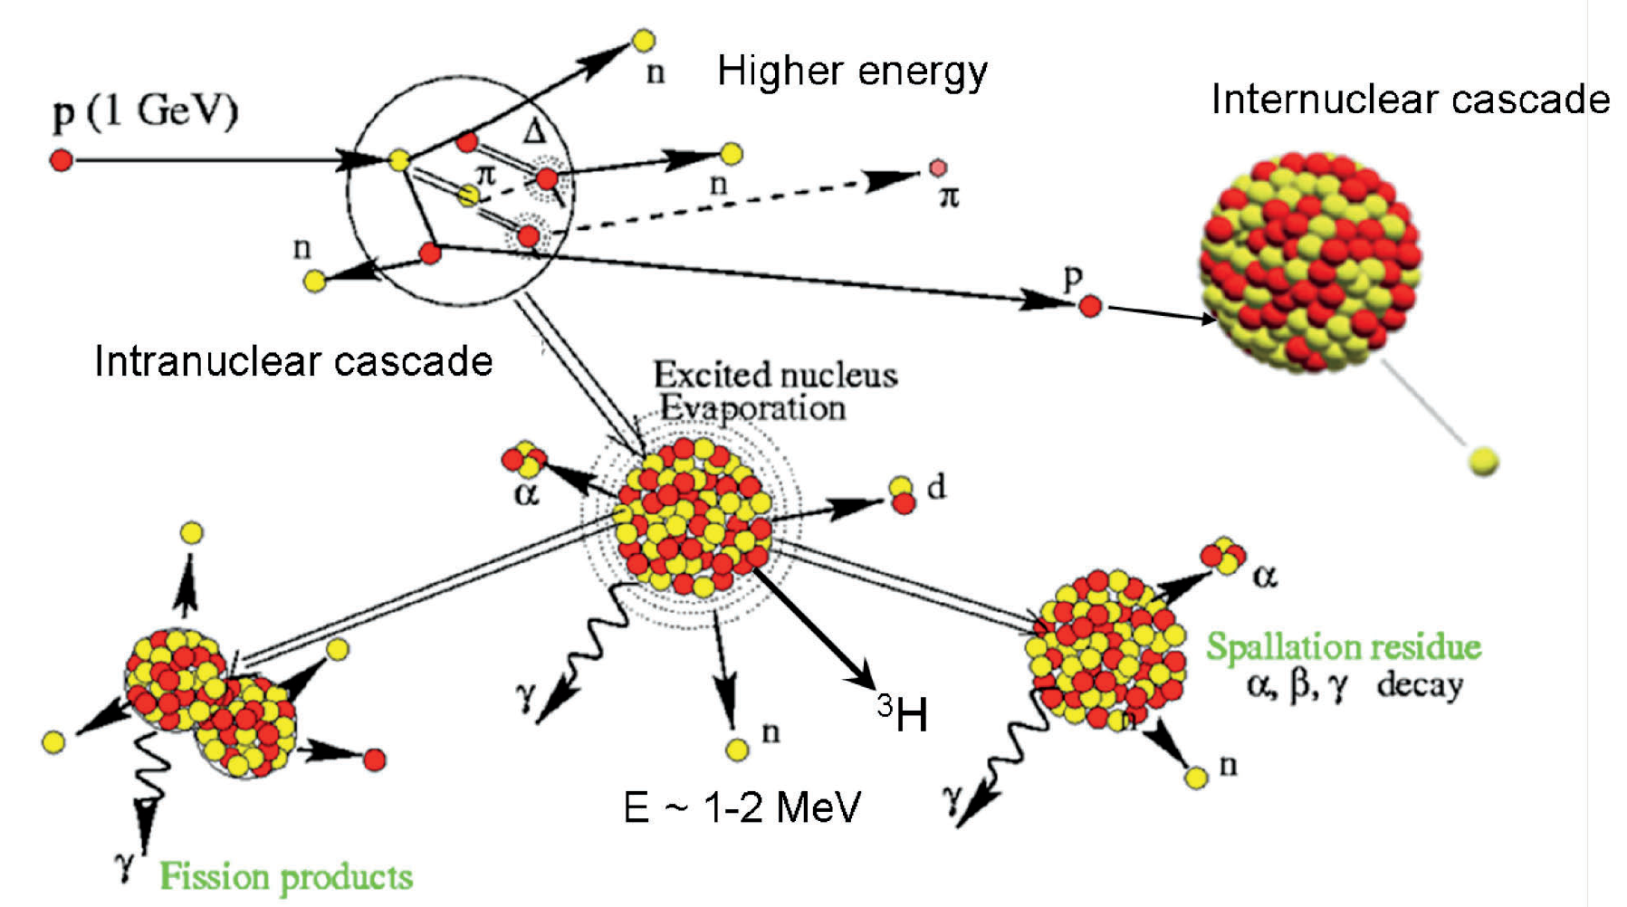 n
Higher energy
Internuclear cascade
p (1 GeV)
Δ
π
n
π
n
p
Intranuclear cascade
Excited nucleus
Evaporation
α
d
α
Spallation residue
α, β, γ decay
γ
³H
n
n
n
E ~ 1-2 MeV
γ
γ
Fission products